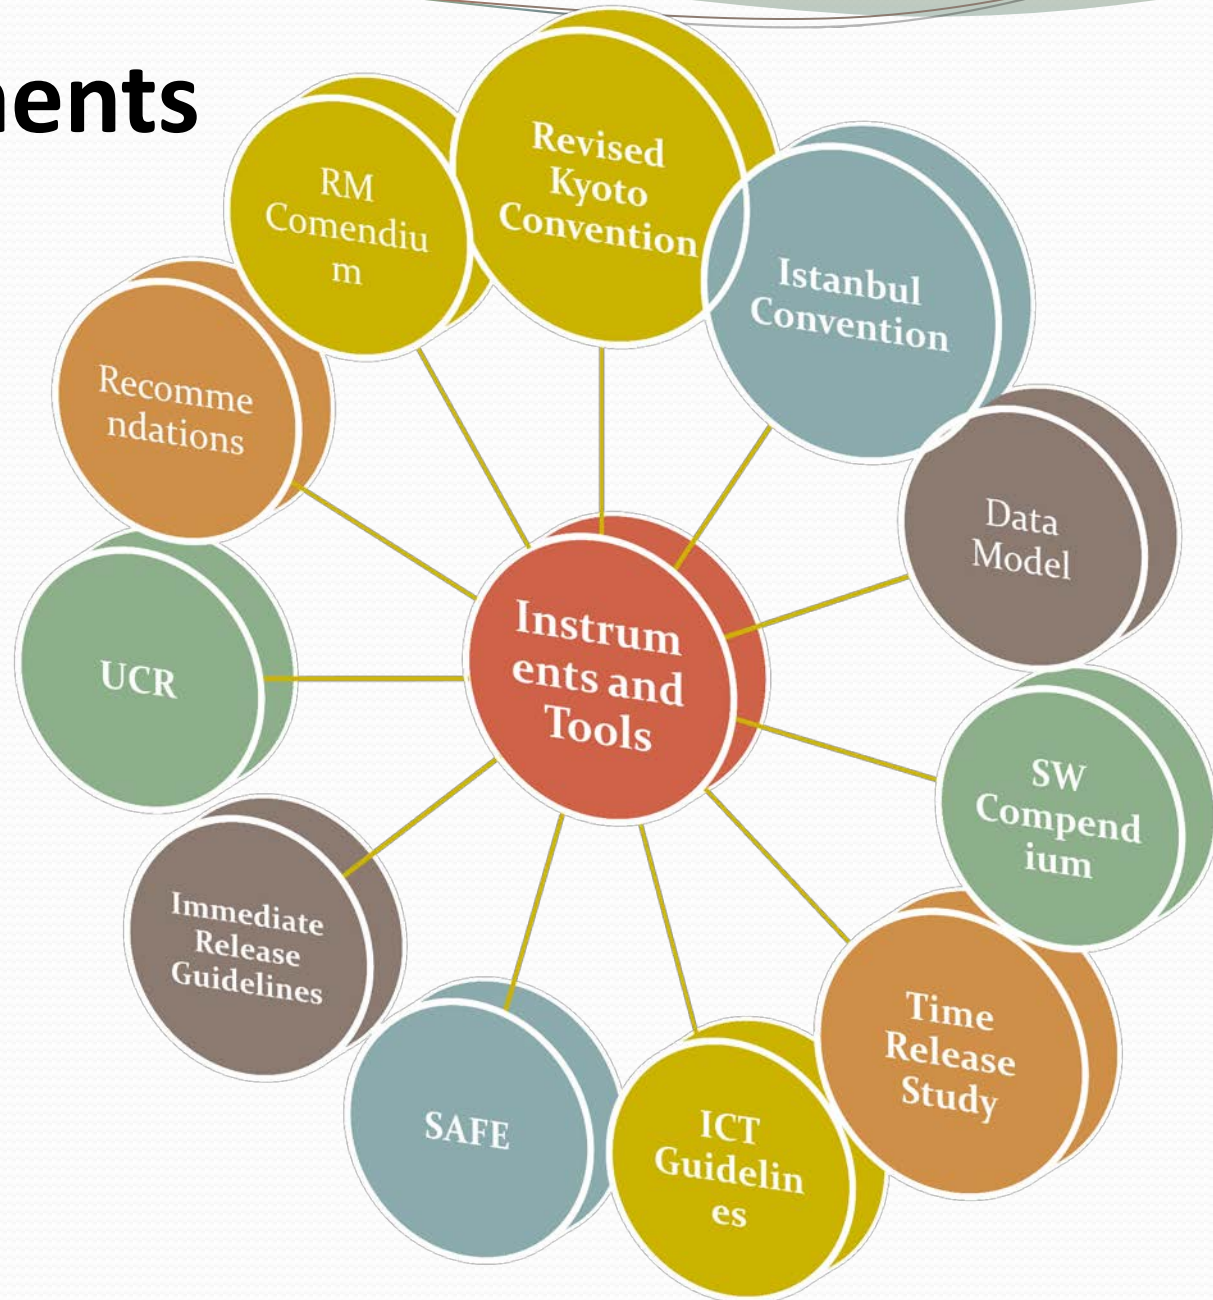 nents
Revised
Kyoto
Convention
Istanbul
Convention
Data
Model
SW
Compend
ium
Time
Release
Study
ICT
Guidelin
es
SAFE
Immediate
Release
Guidelines
UCR
Recomme
ndations
RM
Comendiu
m
Instrum
ents and
Tools